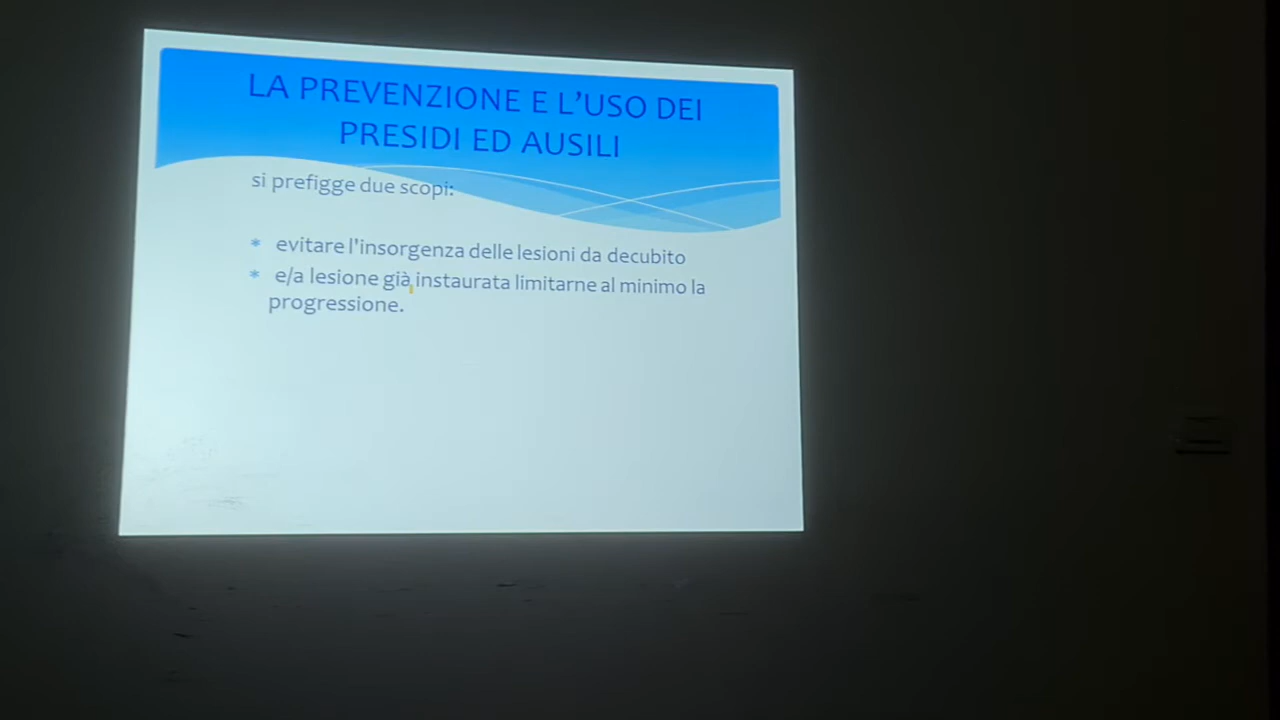 LA PREVENZIONE E L’USO DEI
PRESIDI ED AUSILI
si prefigge due scopi:
* evitare l'insorgenza delle lesioni da decubito
* e/a lesione già instaurata limitarne al minimo la
progressione.